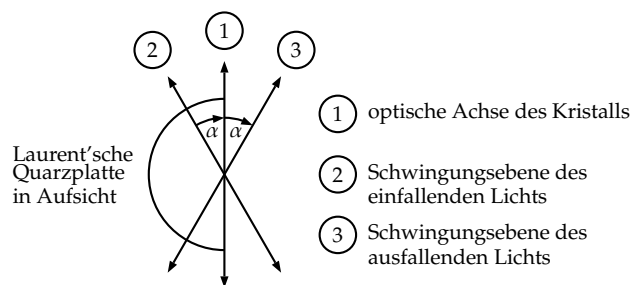 1
2
3
α α
1 optische Achse des Kristalls
Laurent'sche
Quarzplatte
in Aufsicht
2 Schwingungsebene des
einfallenden Lichts
3 Schwingungsebene des
ausfallenden Lichts